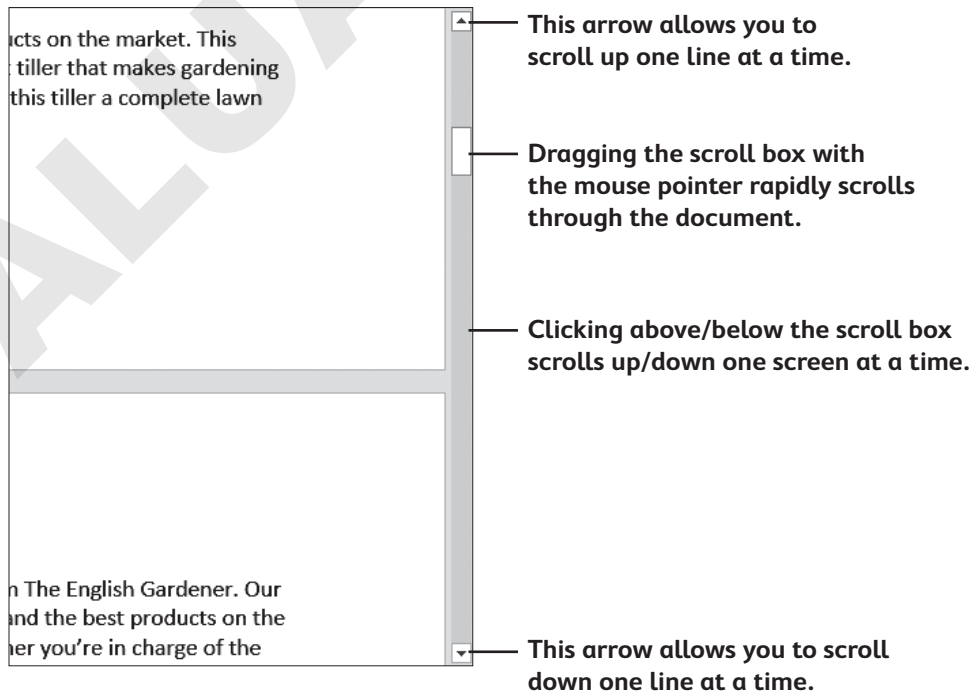 ucts on the market. This
tiller that makes gardening
this tiller a complete lawn
n The English Gardener. Our
and the best products on the
her you're in charge of the
This arrow allows you to
scroll up one line at a time.
Dragging the scroll box with
the mouse pointer rapidly scrolls
through the document.
Clicking above/below the scroll box
scrolls up/down one screen at a time.
This arrow allows you to scroll
down one line at a time.
ALUA